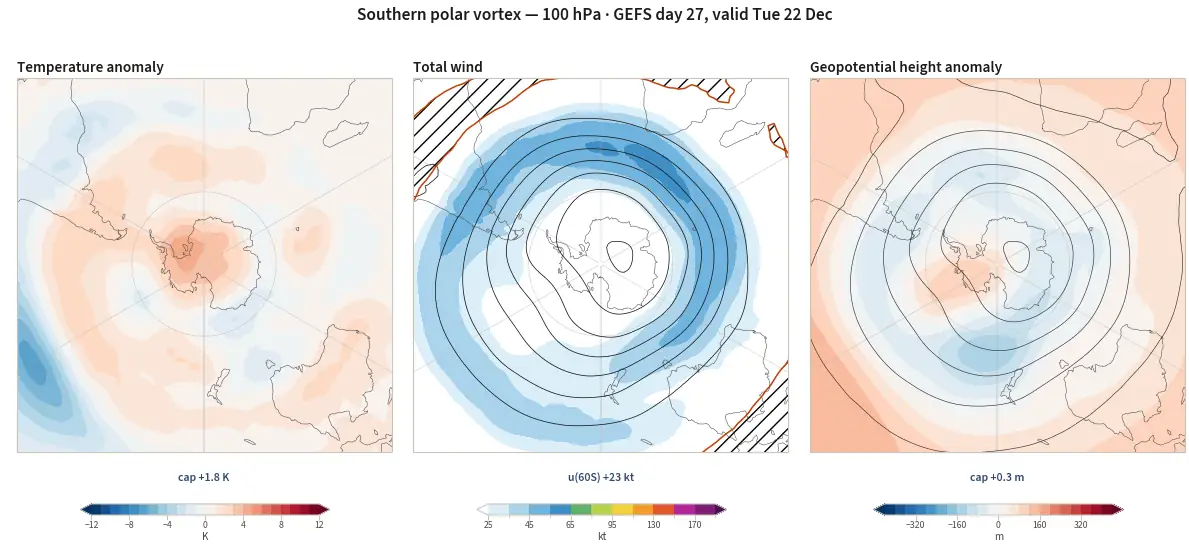 Southern polar vortex — 100 hPa · GEFS day 27, valid Tue 22 Dec
Temperature anomaly
Total wind
Geopotential height anomaly
cap +1.8 K
u(60S) +23 kt
cap +0.3 m
−12 −8 −4 0 4 8 12
K
25 45 65 95 130 170
kt
−320 −160 0 160 320
m